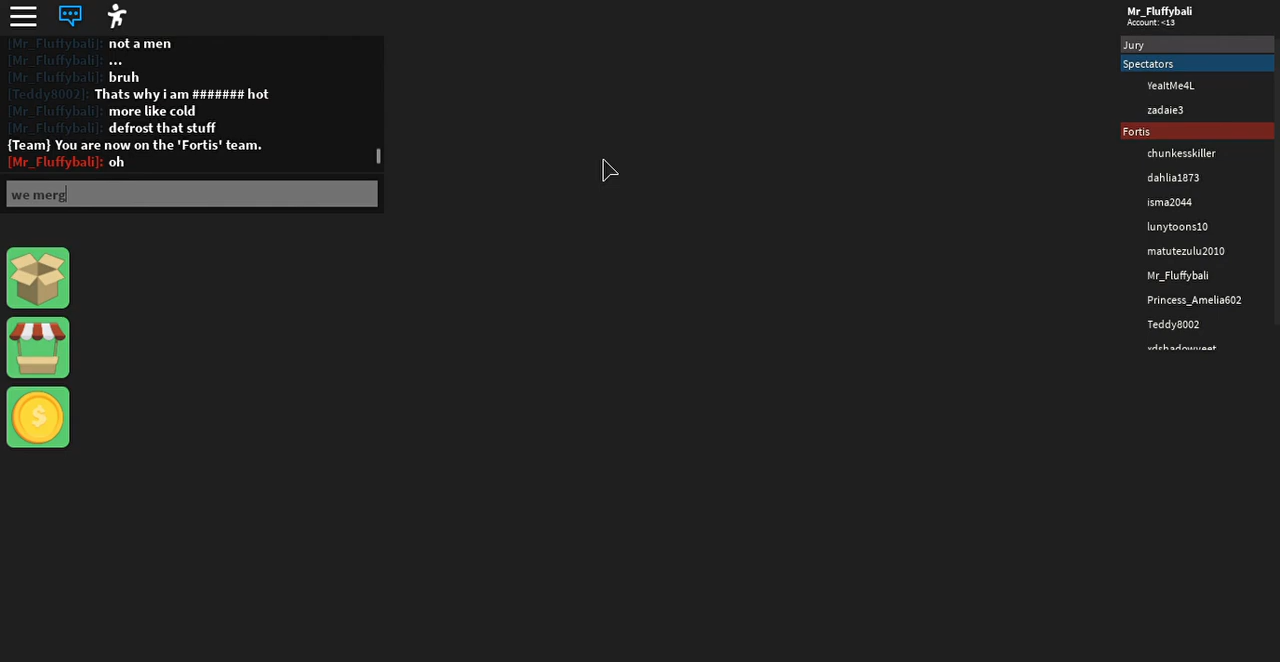 Mr_Fluffybali
Account: <13
[Mr_Fluffybali]: not a men
[Mr_Fluffybali]: ...
[Mr_Fluffybali]: bruh
[Teddy8002]: Thats why i am ####### hot
[Mr_Fluffybali]: more like cold
[Mr_Fluffybali]: defrost that stuff
{Team} You are now on the 'Fortis' team.
[Mr_Fluffybali]: oh
we merg
Jury
Spectators
YeaItMe4L
zadaie3
Fortis
chunkesskiller
dahlia1873
isma2044
lunytoons10
matutezulu2010
Mr_Fluffybali
Princess_Amelia602
Teddy8002
xdshadowyeet